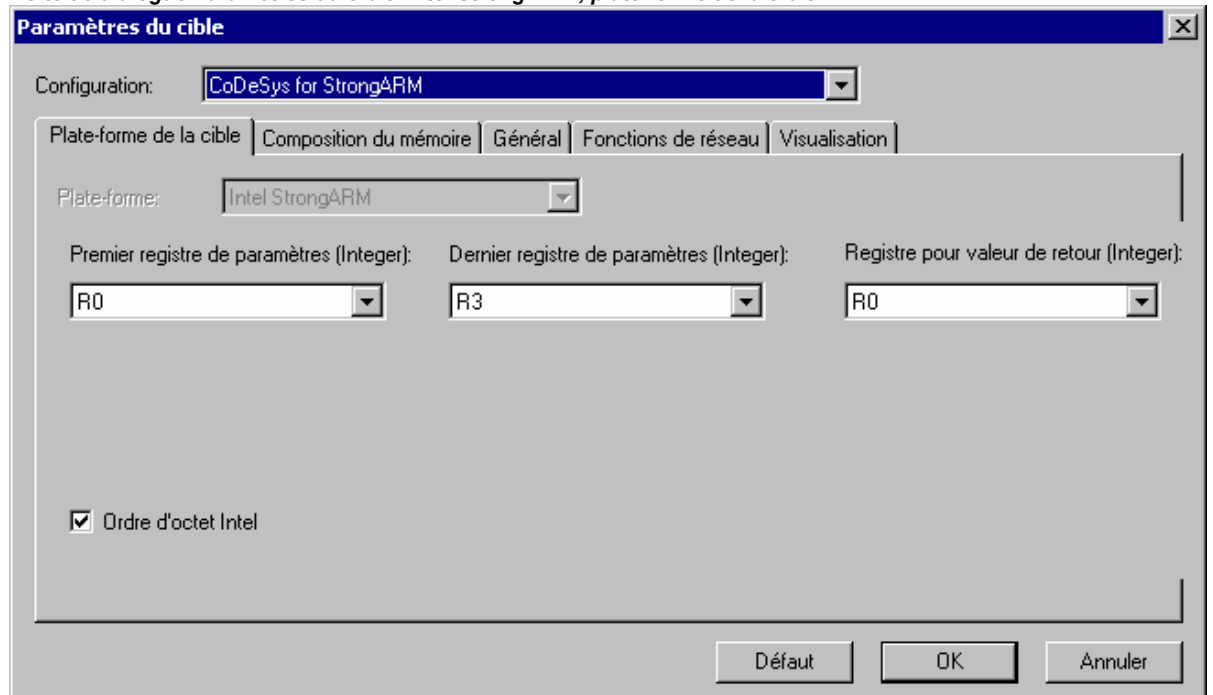 Paramètres du cible
Configuration: CoDeSys for StrongARM
Plate-forme de la cible Composition du mémoire Général Fonctions de réseau Visualisation
Plate-forme: Intel StrongARM
Premier registre de paramètres (Integer): Dernier registre de paramètres (Integer): Registre pour valeur de retour (Integer):
R0 R3 R0
Ordre d'octet Intel
Défaut OK Annuler